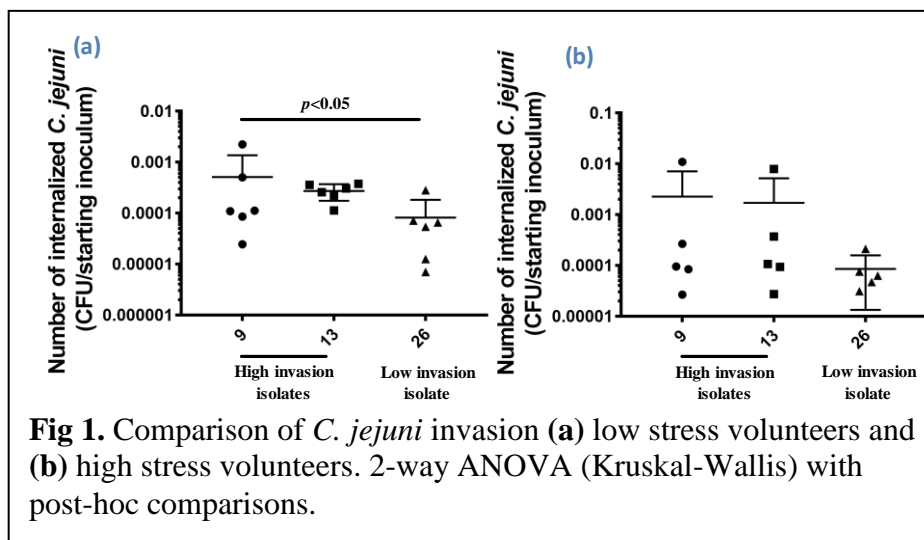 (a)
Number of internalized C. jejuni
(CFU/starting inoculum)
p<0.05
0.01
0.001
0.0001
0.00001
0.000001
9
13
26
High invasion
isolates
Low invasion
isolate
(b)
Number of internalized C. jejuni
(CFU/starting inoculum)
0.1
0.01
0.001
0.0001
0.00001
9
13
26
High invasion
isolates
Low invasion
isolate
Fig 1. Comparison of C. jejuni invasion (a) low stress volunteers and
(b) high stress volunteers. 2-way ANOVA (Kruskal-Wallis) with
post-hoc comparisons.